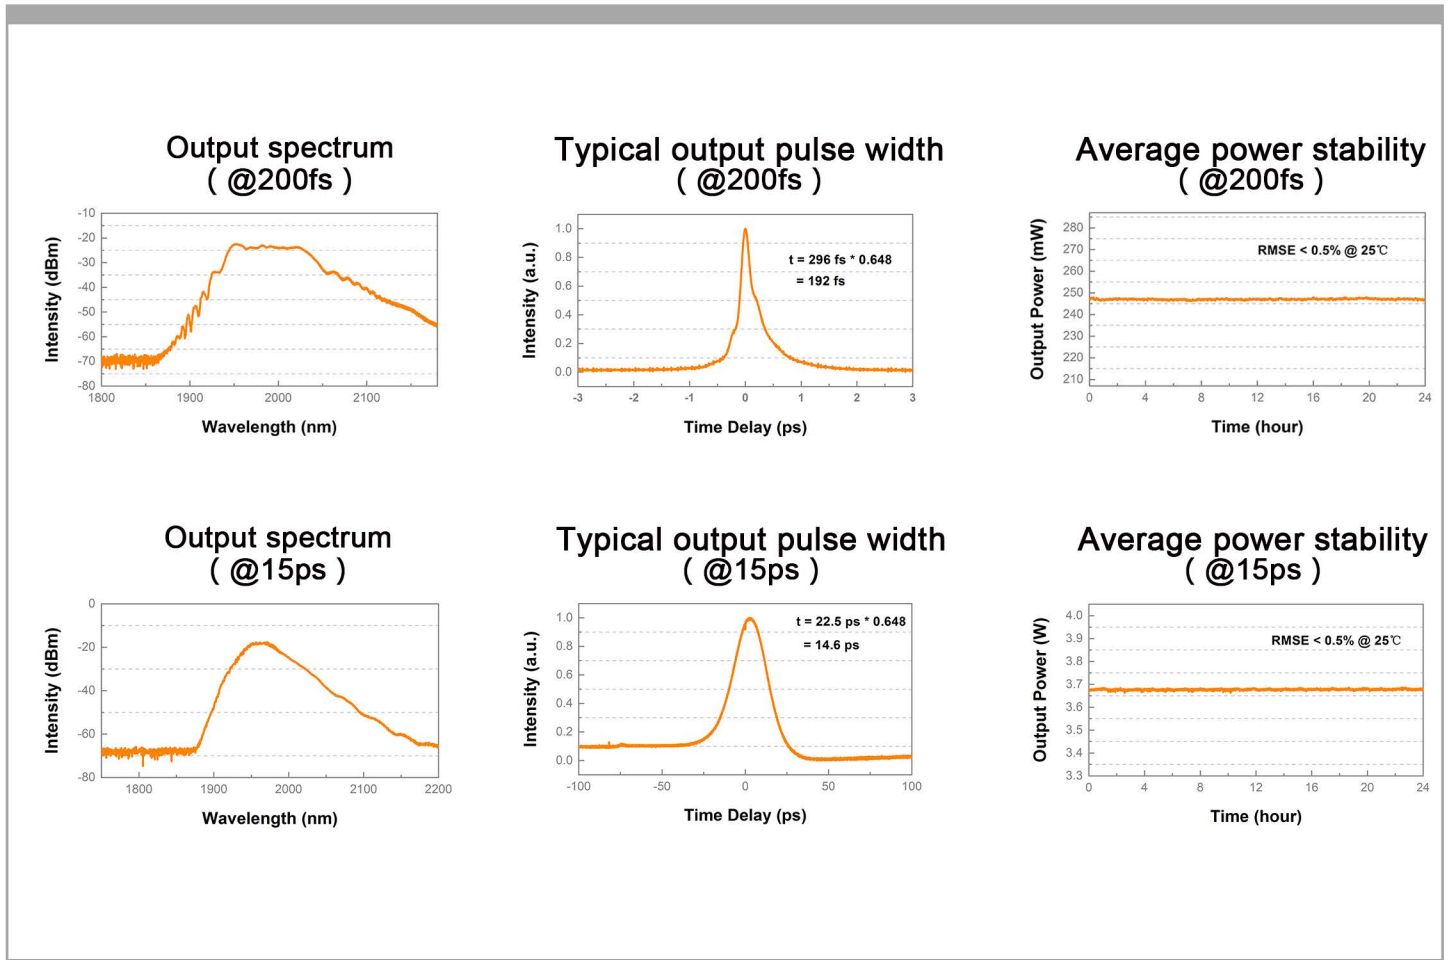 Output spectrum
( @200fs )
-10
-20
-30
-40
-50
-60
-70
-80
Intensity (dBm)
1800 1900 2000 2100
Wavelength (nm)
Typical output pulse width
( @200fs )
1.0
0.8
0.6
0.4
0.2
0.0
Intensity (a.u.)
t = 296 fs * 0.648
= 192 fs
-3 -2 -1 0 1 2 3
Time Delay (ps)
Average power stability
( @200fs )
280
270
260
250
240
230
220
210
Output Power (mW)
RMSE < 0.5% @ 25℃
0 4 8 12 16 20 24
Time (hour)
Output spectrum
( @15ps )
0
-20
-40
-60
-80
Intensity (dBm)
1800 1900 2000 2100 2200
Wavelength (nm)
Typical output pulse width
( @15ps )
1.0
0.8
0.6
0.4
0.2
0.0
Intensity (a.u.)
t = 22.5 ps * 0.648
= 14.6 ps
-100 -50 0 50 100
Time Delay (ps)
Average power stability
( @15ps )
4.0
3.9
3.8
3.7
3.6
3.5
3.4
3.3
Output Power (W)
RMSE < 0.5% @ 25℃
0 4 8 12 16 20 24
Time (hour)